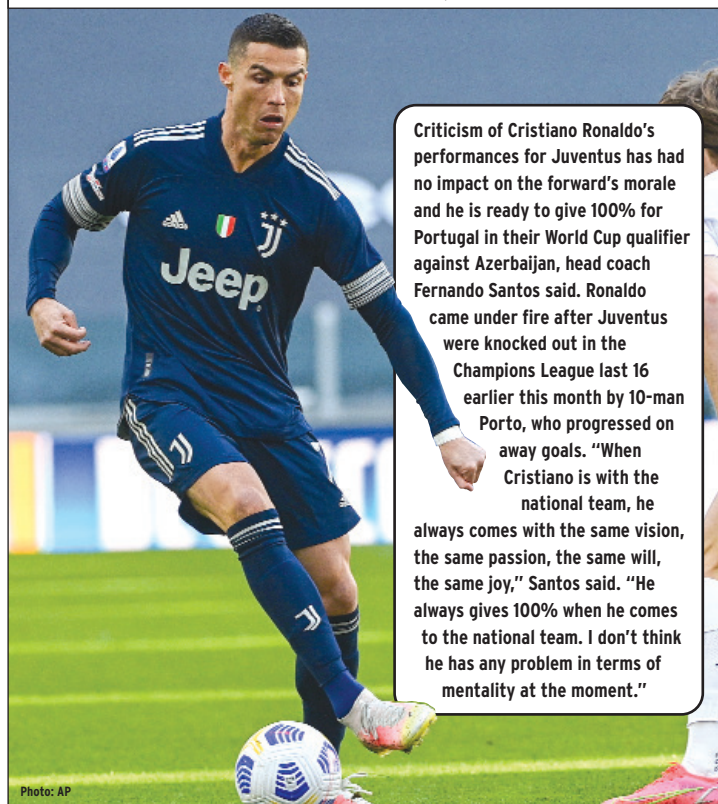 Criticism of Cristiano Ronaldo's
performances for Juventus has had
no impact on the forward's morale
and he is ready to give 100% for
Portugal in their World Cup qualifier
against Azerbaijan, head coach
Fernando Santos said. Ronaldo
came under fire after Juventus
were knocked out in the
Champions League last 16
earlier this month by 10-man
Porto, who progressed on
away goals. “When
Cristiano is with the
national team, he
always comes with the same vision,
the same passion, the same will,
the same joy,” Santos said. “He
always gives 100% when he comes
to the national team. I don’t think
he has any problem in terms of
mentality at the moment.”
adidas
Jeep
Photo: AP